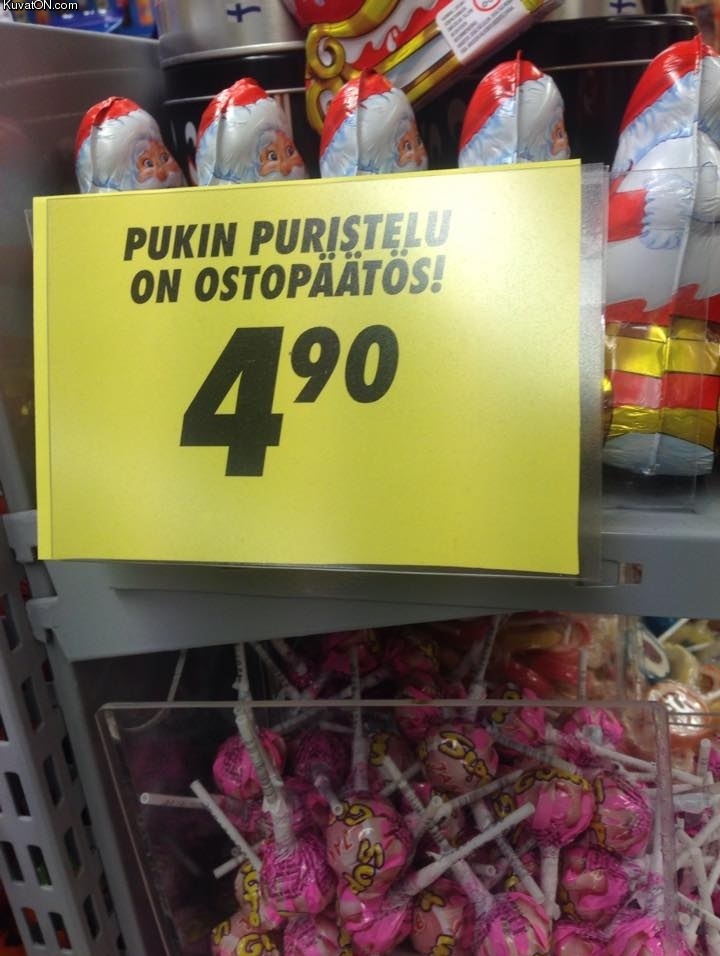 KuvatON.com
PUKIN PURISTELU
ON OSTOPÄÄTÖS!
4 90